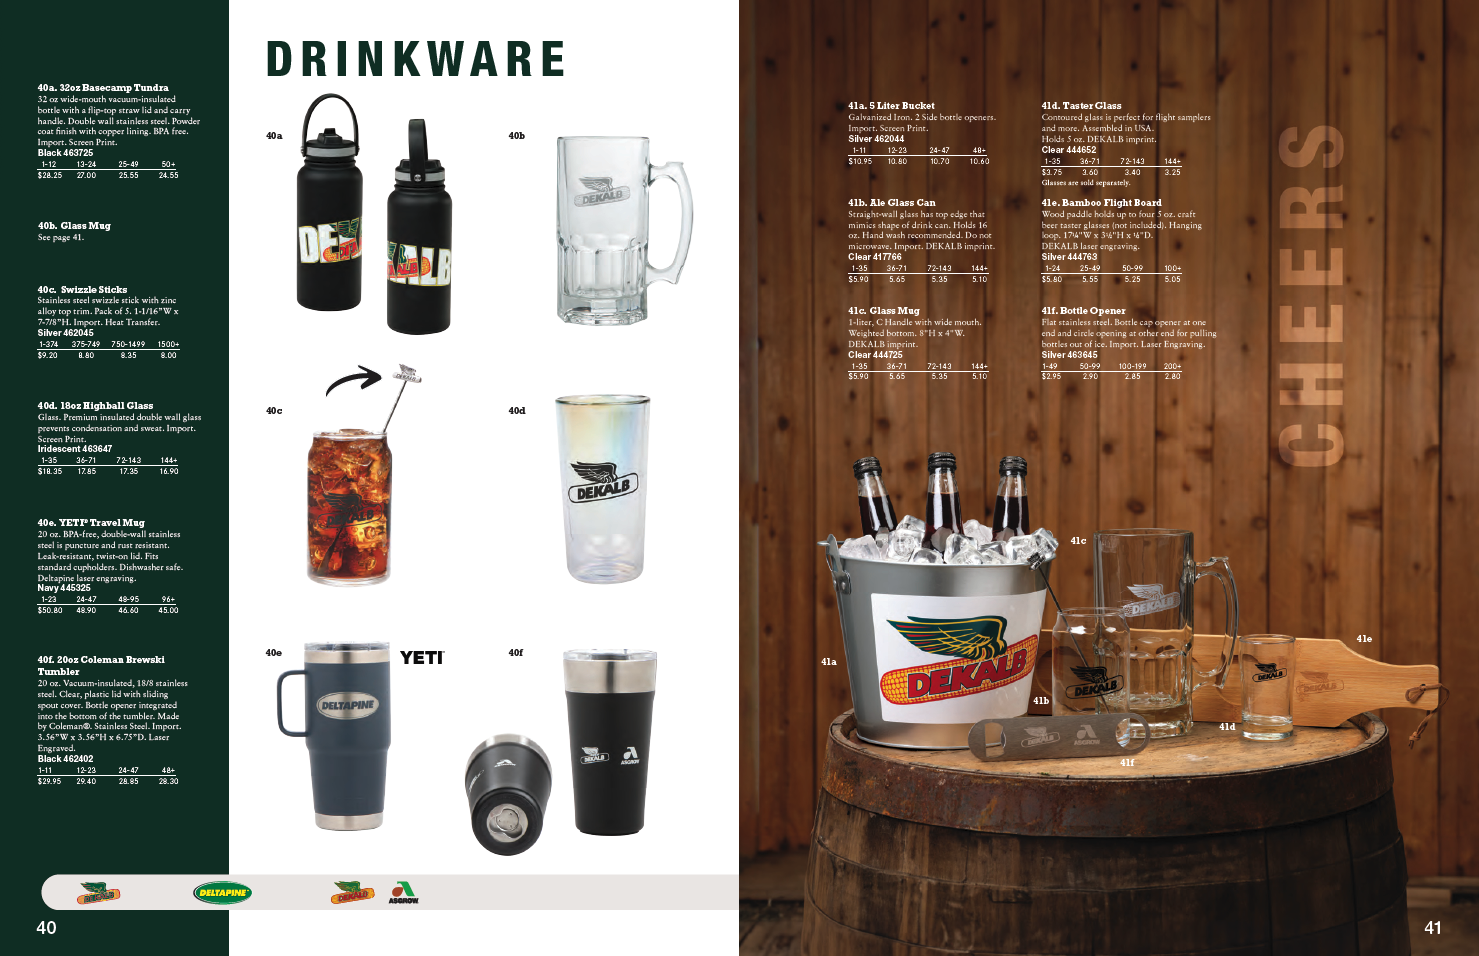 DRINKWARE
40a. 32oz Basecamp Tundra
32 oz wide-mouth vacuum-insulated
bottle with a flip-top straw lid and carry
handle. Double wall stainless steel. Powder
coat finish with copper lining. BPA free.
Import. Screen Print.
Black 463725
1-12 13-24 25-49 50+
$28.25 27.00 25.55 24.55
40b. Glass Mug
See page 41.
40c. Swizzle Sticks
Stainless steel swizzle stick with zinc
alloy top trim. Pack of 5. 1-1/16"W x
7-7/8"H. Import. Heat Transfer.
Silver 462045
1-374 375-749 750-1499 1500+
$9.20 8.80 8.35 8.00
40d. 18oz Highball Glass
Glass. Premium insulated double wall glass
prevents condensation and sweat. Import.
Screen Print.
Iridescent 463647
1-35 36-71 72-143 144+
$18.35 17.85 17.35 16.90
40e. YETI® Travel Mug
20 oz. BPA-free, double-wall stainless
steel is puncture and rust resistant.
Leak-resistant, twist-on lid. Fits
standard cupholders. Dishwasher safe.
Deltapine laser engraving.
Navy 445325
1-23 24-47 48-95 96+
$50.80 48.90 46.60 45.00
40f. 20oz Coleman Brewski
Tumbler
20 oz. Vacuum-insulated, 18/8 stainless
steel. Clear, plastic lid with sliding
spout cover. Bottle opener integrated
into the bottom of the tumbler. Made
by Coleman®. Stainless Steel. Import.
3.56"W x 3.56"H x 6.75"D. Laser
Engraved.
Black 462402
1-11 12-23 24-47 48+
$29.95 29.40 28.85 28.30
40a
40b
DEKALB
40c
40d
DEKALB
DEKALB
40e
YETI
40f
DELTAPINE
DEKALB
ASGROW
DEKALB
DELTAPINE
DEKALB
ASGROW
40
41a. 5 Liter Bucket
Galvanized Iron. 2 Side bottle openers.
Import. Screen Print.
Silver 462044
1-11 12-23 24-47 48+
$10.95 10.80 10.70 10.60
41b. Ale Glass Can
Straight-wall glass has top edge that
mimics shape of drink can. Holds 16
oz. Hand wash recommended. Do not
microwave. Import. DEKALB imprint.
Clear 417766
1-35 36-71 72-143 144+
$5.90 5.65 5.35 5.10
41c. Glass Mug
1-liter, C Handle with wide mouth.
Weighted bottom. 8"H x 4"W.
DEKALB imprint.
Clear 444725
1-35 36-71 72-143 144+
$5.90 5.65 5.35 5.10
41d. Taster Glass
Contoured glass is perfect for flight samplers
and more. Assembled in USA.
Holds 5 oz. DEKALB imprint.
Clear 444652
1-35 36-71 72-143 144+
$3.75 3.60 3.40 3.25
Glasses are sold separately.
41e. Bamboo Flight Board
Wood paddle holds up to four 5 oz. craft
beer taster glasses (not included). Hanging
loop. 17¼"W x 3½"H x ½"D.
DEKALB laser engraving.
Silver 444763
1-24 25-49 50-99 100+
$5.80 5.55 5.25 5.05
41f. Bottle Opener
Flat stainless steel. Bottle cap opener at one
end and circle opening at other end for pulling
bottles out of ice. Import. Laser Engraving.
Silver 463645
1-49 50-99 100-199 200+
$2.95 2.90 2.85 2.80
CHEERS
41c
41e
41a
41b
41d
41f
DEKALB
DEKALB
DEKALB
DEKALB
DEKALB
DEKALB
ASGROW
41